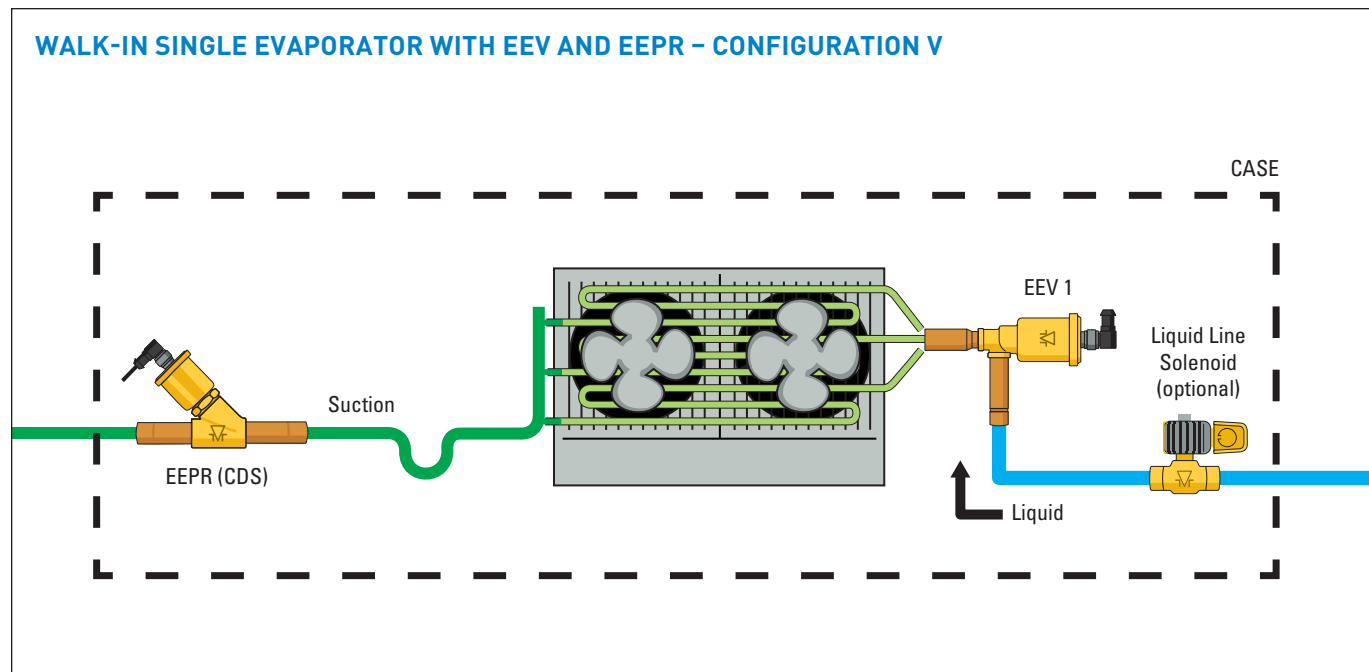 WALK-IN SINGLE EVAPORATOR WITH EEV AND EEPR – CONFIGURATION V
CASE
EEV 1
Liquid Line
Solenoid
(optional)
Suction
EEPR (CDS)
Liquid